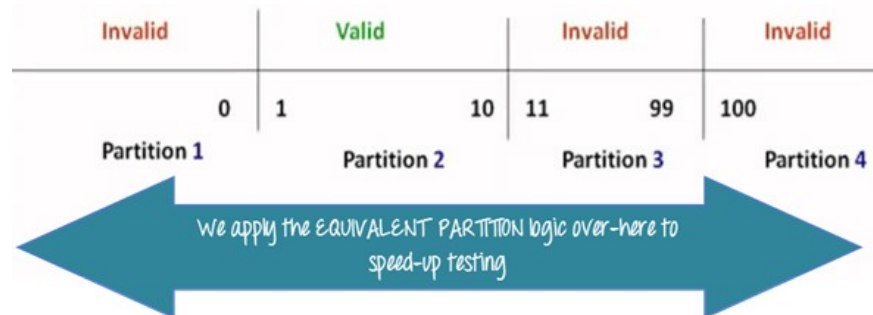 Invalid Valid Invalid Invalid
0 1 10 11 99 100
Partition 1 Partition 2 Partition 3 Partition 4
We apply the EQUIVALENT PARTITION logic over-here to
speed-up testing